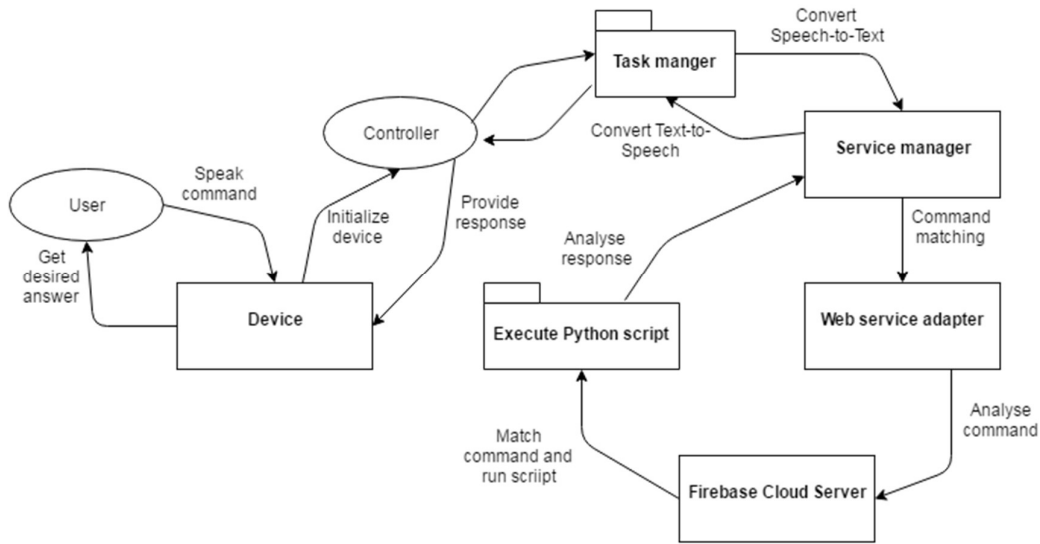 Convert
Speech-to-Text
Task manger
Controller
Convert Text-to-
Speech
Service manager
Speak
command
User
Initialize
device
Provide
response
Command
matching
Analyse
response
Get
desired
answer
Device
Execute Python script
Web service adapter
Analyse
command
Match
command and
run scriipt
Firebase Cloud Server